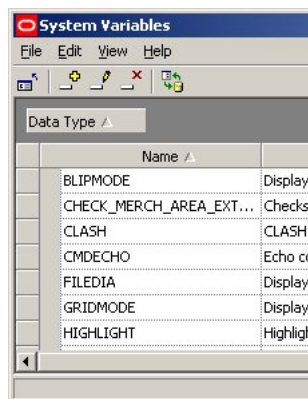 System Variables
File Edit View Help
Data Type
Name
BLIPMODE Display
CHECK_MERCH_AREA_EXT... Checks
CLASH CLASH
CMDECHO Echo co
FILEDIA Display
GRIDMODE Display
HIGHLIGHT Highligh